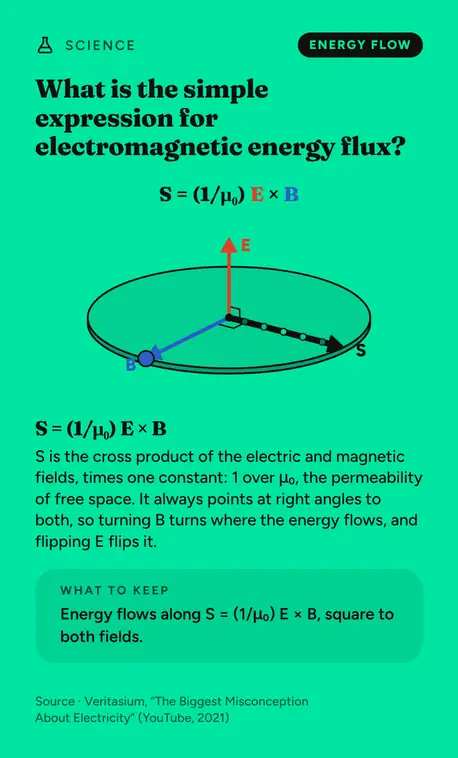 SCIENCE
ENERGY FLOW
What is the simple
expression for
electromagnetic energy flux?
S = (1/μ₀) E × B
E
S
B
S = (1/μ₀) E × B
S is the cross product of the electric and magnetic
fields, times one constant: 1 over μ₀, the permeability
of free space. It always points at right angles to
both, so turning B turns where the energy flows, and
flipping E flips it.
WHAT TO KEEP
Energy flows along S = (1/μ₀) E × B, square to
both fields.
Source · Veritasium, “The Biggest Misconception
About Electricity” (YouTube, 2021)